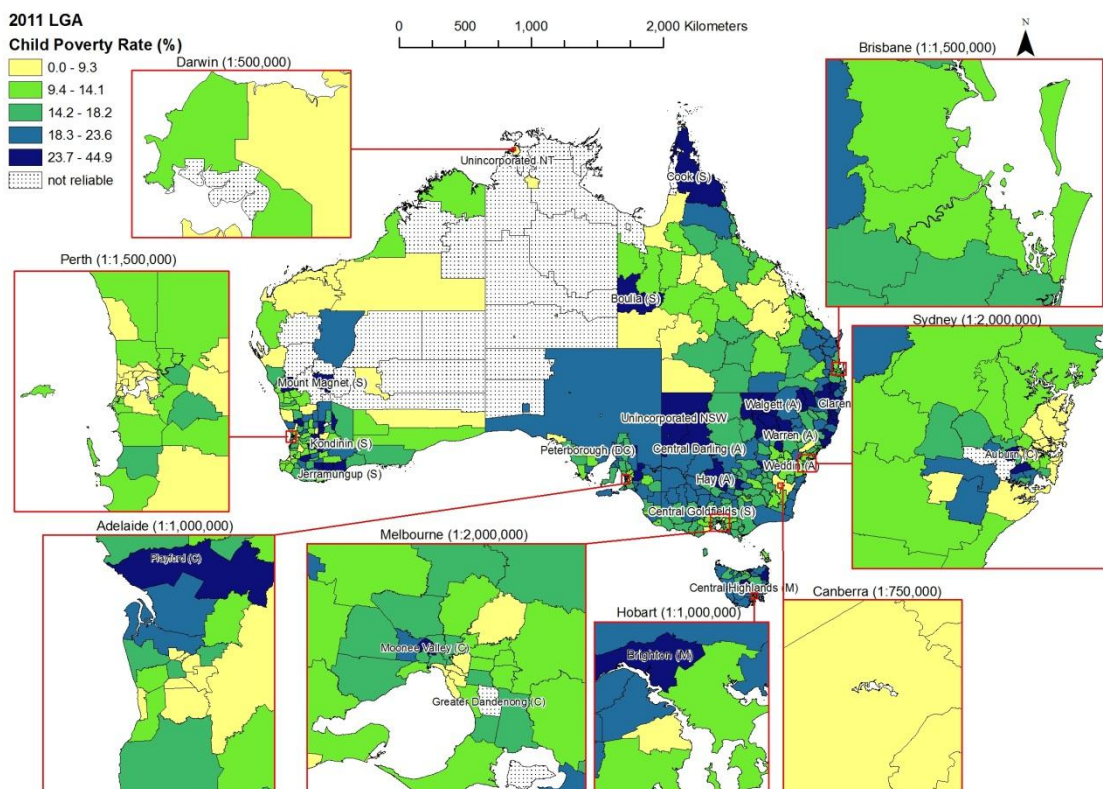 2011 LGA
Child Poverty Rate (%)
0.0 - 9.3
9.4 - 14.1
14.2 - 18.2
18.3 - 23.6
23.7 - 44.9
not reliable
0 500 1,000 2,000 Kilometers
N
Darwin (1:500,000)
Brisbane (1:1,500,000)
Unincorporated NT
Cook (S)
Perth (1:1,500,000)
Boulia (S)
Sydney (1:2,000,000)
Mount Magnet (S)
Unincorporated NSW
Walgett (A)
Claren
Kondinin (S)
Peterborough (DC)
Central Darling (A)
Warren (A)
Auburn (C)
Jerramungup (S)
Hay (A)
Weddin (A)
Central Goldfields (S)
Adelaide (1:1,000,000)
Melbourne (1:2,000,000)
Playford (C)
Central Highlands (M)
Canberra (1:750,000)
Hobart (1:1,000,000)
Moonee Valley (C)
Brighton (M)
Greater Dandenong (C)